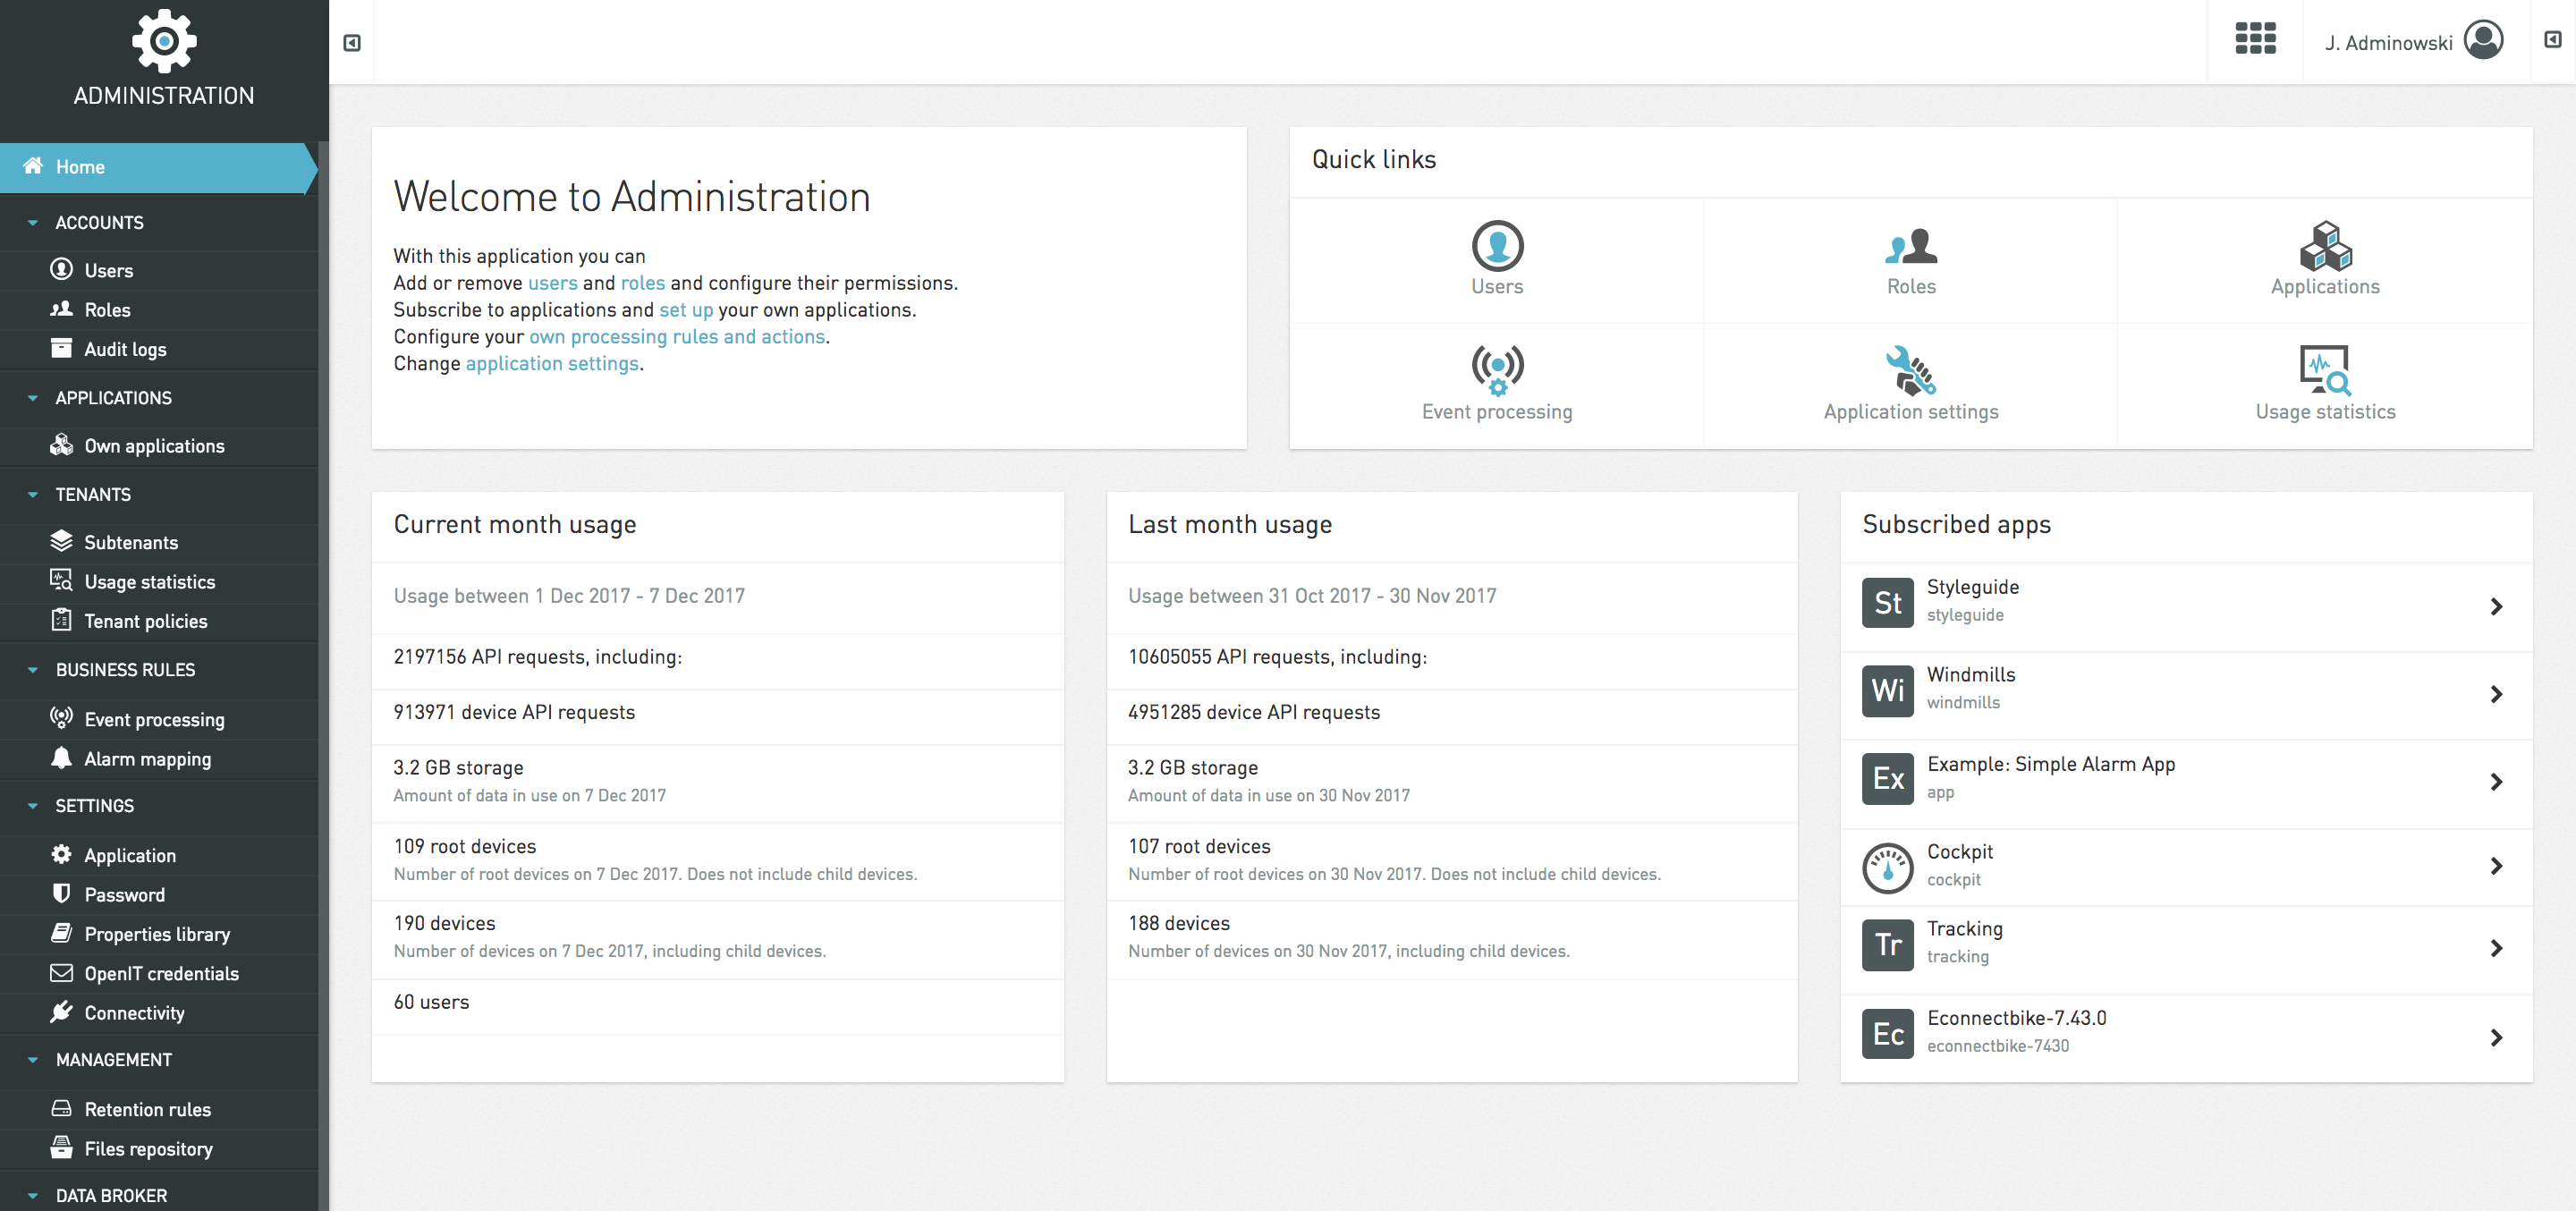 ADMINISTRATION
Home
ACCOUNTS
Users
Roles
Audit logs
APPLICATIONS
Own applications
TENANTS
Subtenants
Usage statistics
Tenant policies
BUSINESS RULES
Event processing
Alarm mapping
SETTINGS
Application
Password
Properties library
OpenIT credentials
Connectivity
MANAGEMENT
Retention rules
Files repository
DATA BROKER
J. Adminowski
Welcome to Administration
With this application you can
Add or remove users and roles and configure their permissions.
Subscribe to applications and set up your own applications.
Configure your own processing rules and actions.
Change application settings.
Quick links
Users
Roles
Applications
Event processing
Application settings
Usage statistics
Current month usage
Usage between 1 Dec 2017 - 7 Dec 2017
2197156 API requests, including:
913971 device API requests
3.2 GB storage
Amount of data in use on 7 Dec 2017
109 root devices
Number of root devices on 7 Dec 2017. Does not include child devices.
190 devices
Number of devices on 7 Dec 2017, including child devices.
60 users
Last month usage
Usage between 31 Oct 2017 - 30 Nov 2017
10605055 API requests, including:
4951285 device API requests
3.2 GB storage
Amount of data in use on 30 Nov 2017
107 root devices
Number of root devices on 30 Nov 2017. Does not include child devices.
188 devices
Number of devices on 30 Nov 2017, including child devices.
Subscribed apps
St
Styleguide
styleguide
Wi
Windmills
windmills
Ex
Example: Simple Alarm App
app
Cockpit
cockpit
Tr
Tracking
tracking
Ec
Econnectbike-7.43.0
econnectbike-7430